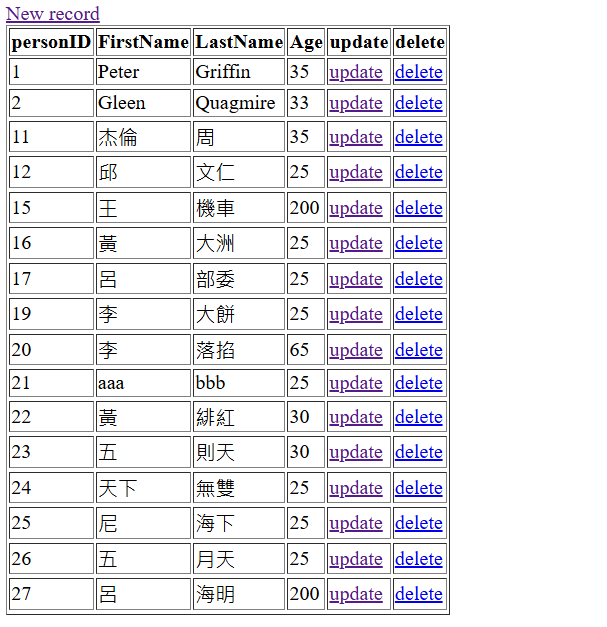 New record
personID FirstName LastName Age update delete
1 Peter Griffin 35 update delete
2 Gleen Quagmire 33 update delete
11 杰倫 周 35 update delete
12 邱 文仁 25 update delete
15 王 機車 200 update delete
16 黃 大洲 25 update delete
17 呂 部委 25 update delete
19 李 大餅 25 update delete
20 李 落掐 65 update delete
21 aaa bbb 25 update delete
22 黃 緋紅 30 update delete
23 五 則天 30 update delete
24 天下 無雙 25 update delete
25 尼 海下 25 update delete
26 五 月天 25 update delete
27 呂 海明 200 update delete